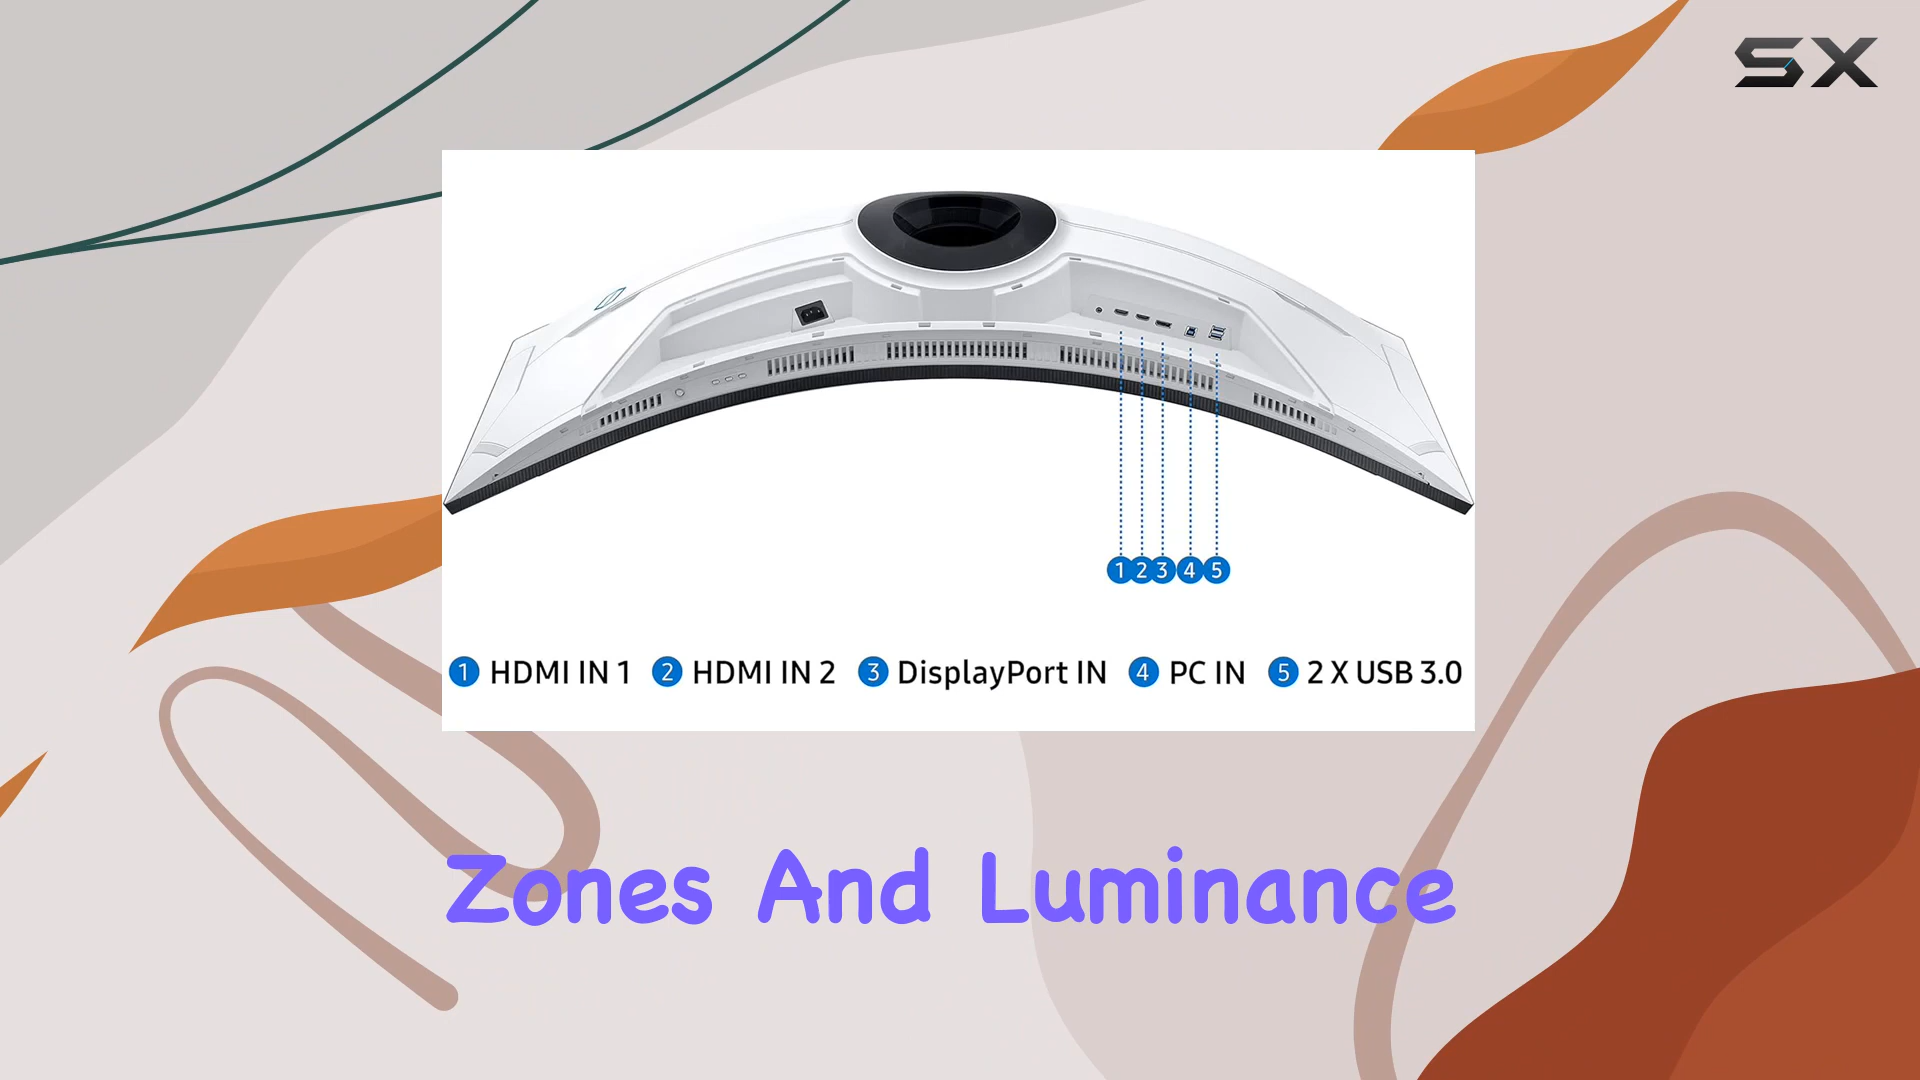 SX
1 2 3 4 5
1 HDMI IN 1 2 HDMI IN 2 3 DisplayPort IN 4 PC IN 5 2 X USB 3.0
Zones And Luminance